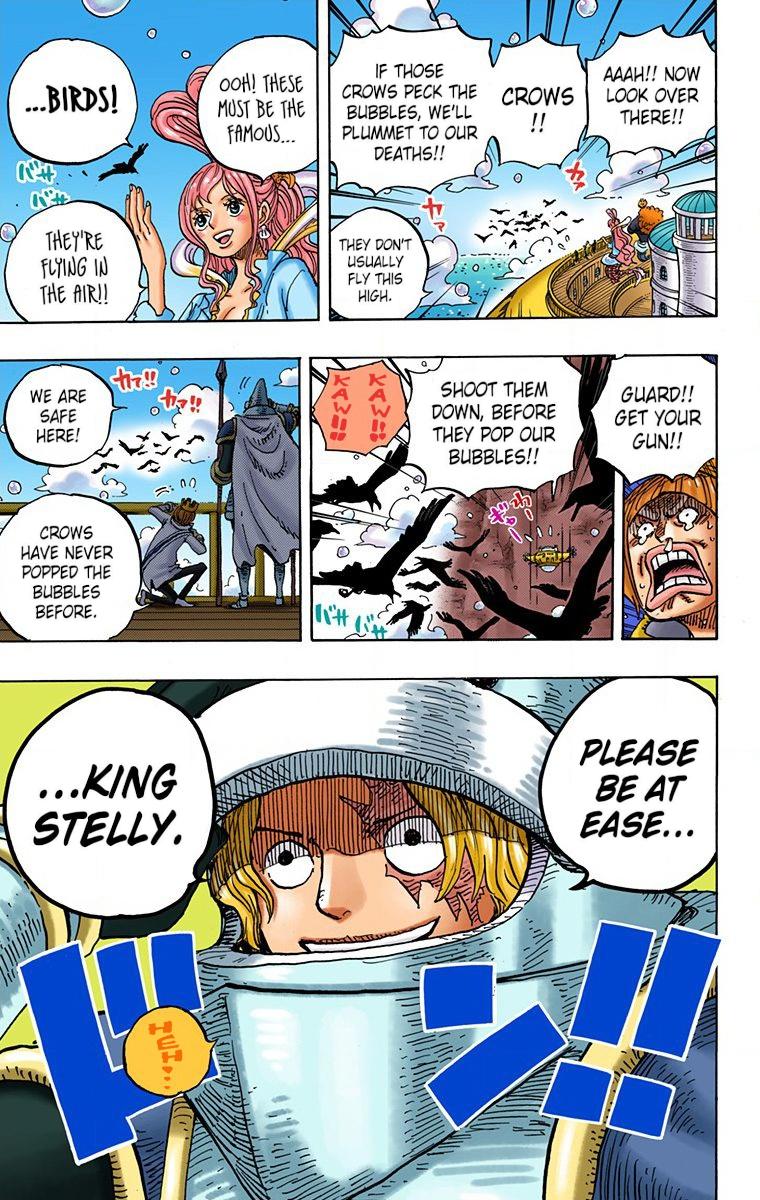 AAAH!! NOW
LOOK OVER
THERE!!
CROWS
!!
IF THOSE
CROWS PECK THE
BUBBLES, WE'LL
PLUMMET TO OUR
DEATHS!!
カァ
カァ
THEY DON'T
USUALLY
FLY THIS
HIGH.
OOH! THESE
MUST BE THE
FAMOUS...
...BIRDS!
バサ
バサ
THEY'RE
FLYING IN
THE AIR!!
GUARD!!
GET YOUR
GUN!!
SHOOT THEM
DOWN, BEFORE
THEY POP OUR
BUBBLES!!
KAW!!
KAW!!
バサ
バサ
カァ!!
カァ!!
WE ARE
SAFE
HERE!
CROWS
HAVE NEVER
POPPED THE
BUBBLES
BEFORE.
PLEASE
BE AT
EASE...
...KING
STELLY.
HEH...
ドン!!